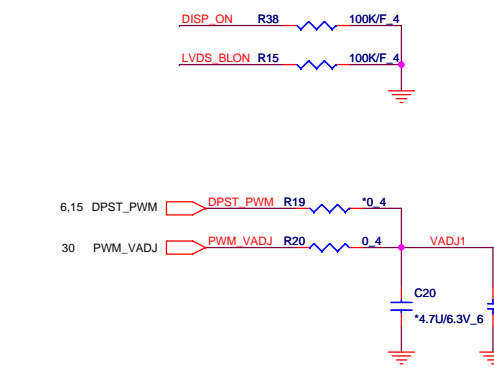 DISP_ON R38 100K/F_4
LVDS_BLON R15 100K/F_4
6,15 DPST_PWM DPST_PWM R19 *0_4
30 PWM_VADJ PWM_VADJ R20 0_4 VADJ1
C20
*4.7U/6.3V_6